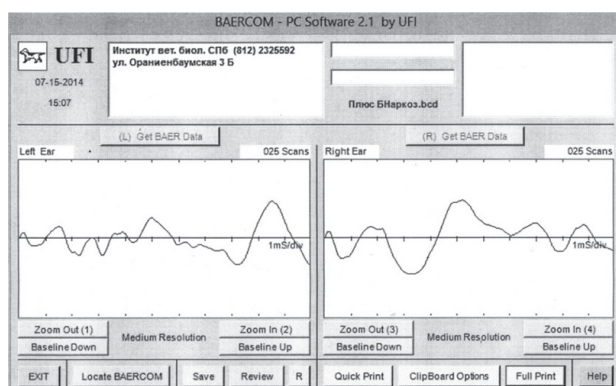 BAERCOM - PC Software 2.1 by UFI
UFI
07-15-2014
15:07
Институт вет. биол. СПб (812) 2325592
ул. Ораниенбаумская 3 Б
Плюс БНаркоз.bcd
(L) Get BAER Data
(R) Get BAER Data
Left Ear
025 Scans
Right Ear
025 Scans
1mS/div
1mS/div
Zoom Out (1)
Medium Resolution
Zoom In (2)
Baseline Down
Baseline Up
Zoom Out (3)
Medium Resolution
Zoom In (4)
Baseline Down
Baseline Up
EXIT
Locate BAERCOM
Save
Review
R
Quick Print
ClipBoard Options
Full Print
Help